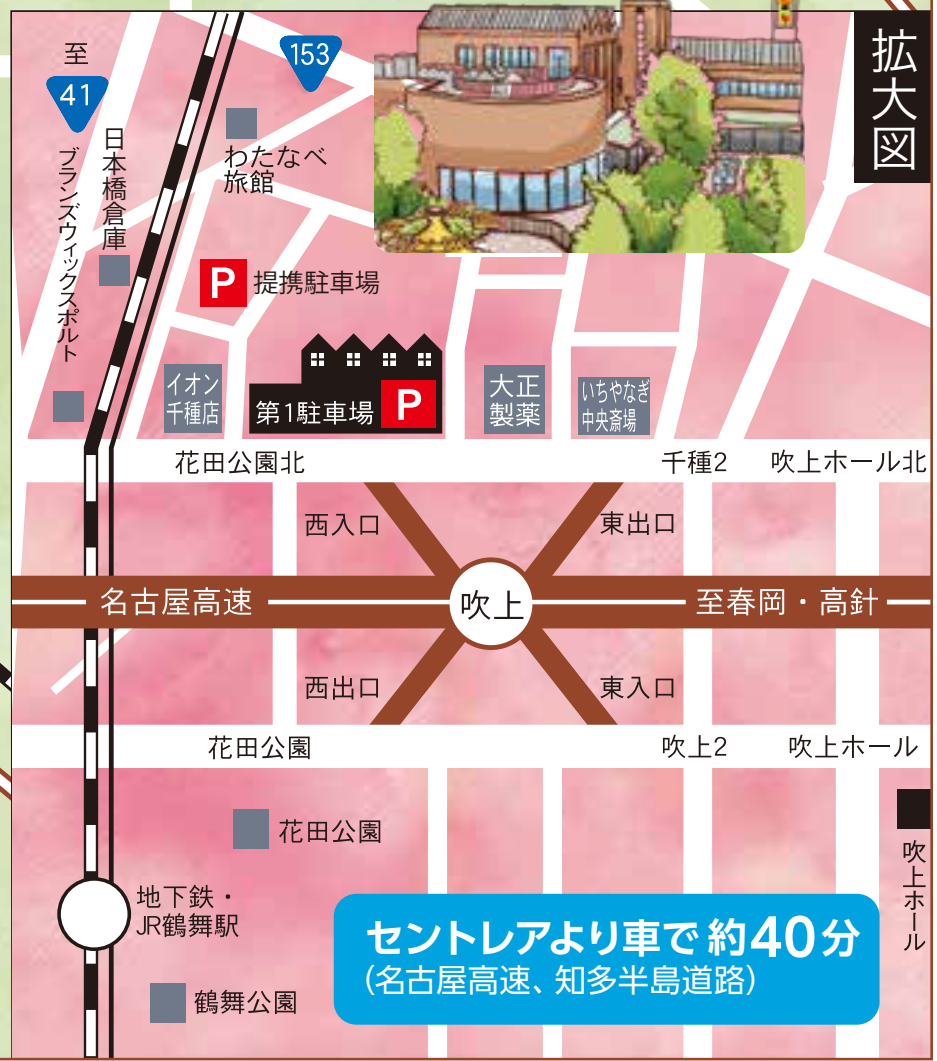 拡大図
至
41
153
日本橋倉庫
ブランズウィックスポルト
わたなべ
旅館
P 提携駐車場
イオン
千種店
第1駐車場 P
大正
製薬
いちやなぎ
中央斎場
花田公園北
千種2
吹上ホール北
西入口
東出口
名古屋高速
吹上
至春岡・高針
西出口
東入口
花田公園
吹上2
吹上ホール
花田公園
吹上ホール
地下鉄・
JR鶴舞駅
セントレアより車で 約40分
(名古屋高速、知多半島道路)
鶴舞公園